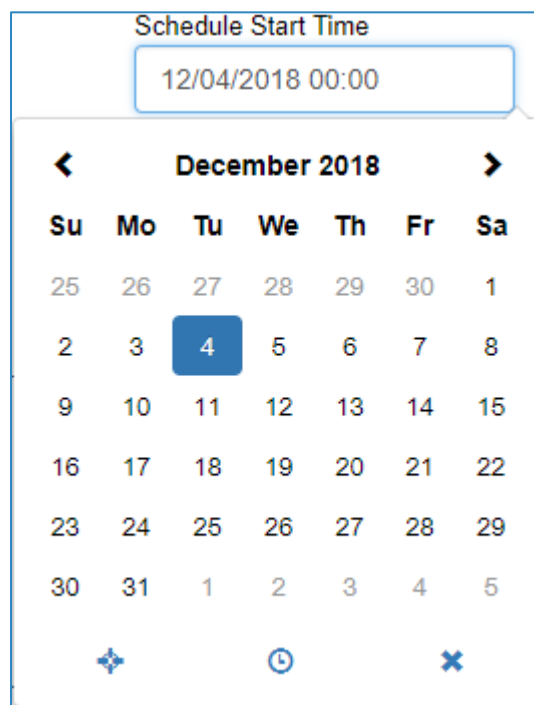 Schedule Start Time
12/04/2018 00:00
December 2018
Su Mo Tu We Th Fr Sa
25 26 27 28 29 30 1
2 3 4 5 6 7 8
9 10 11 12 13 14 15
16 17 18 19 20 21 22
23 24 25 26 27 28 29
30 31 1 2 3 4 5